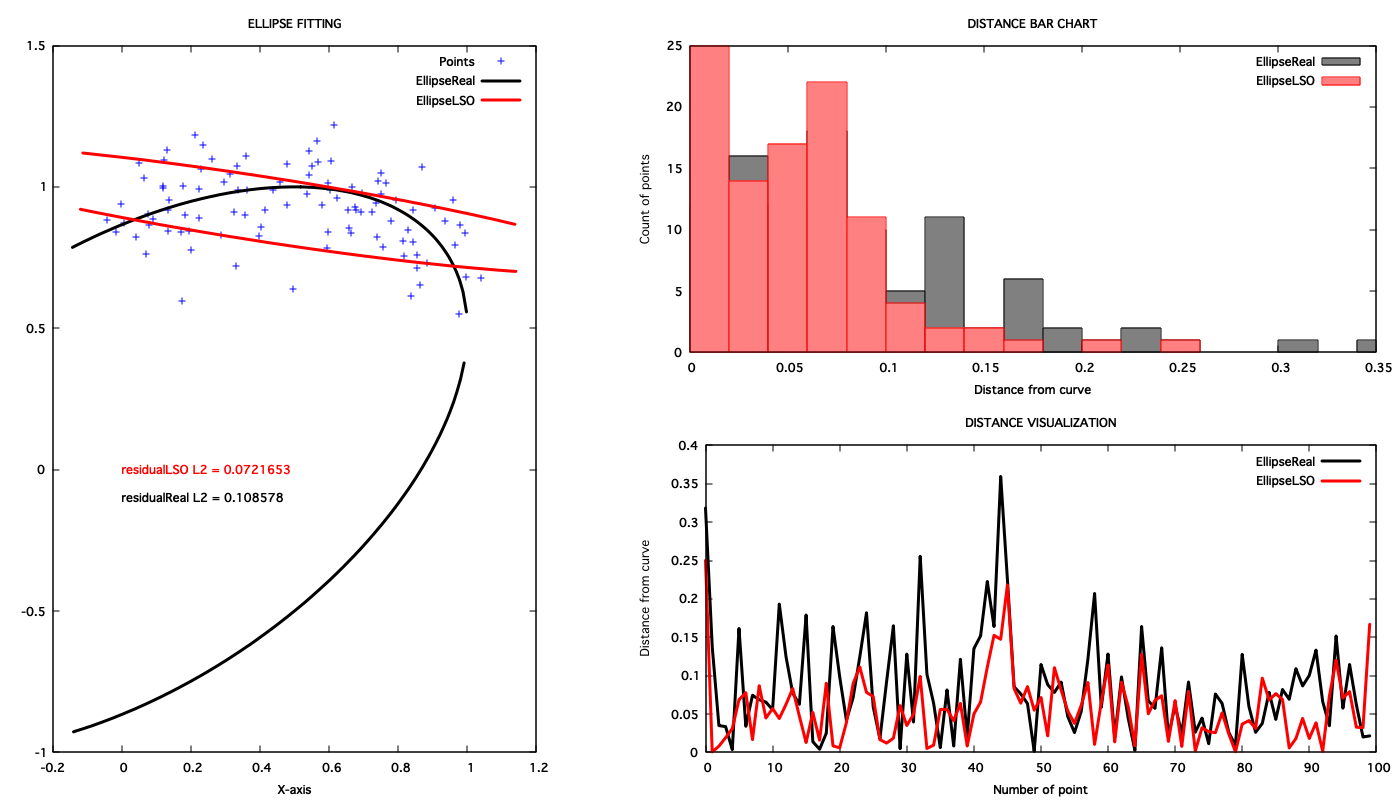 ELLIPSE FITTING
1.5
1
0.5
0
-0.5
-1
Points
EllipseReal
EllipseLSO
residualLSO L2 = 0.0721653
residualReal L2 = 0.108578
-0.2 0 0.2 0.4 0.6 0.8 1 1.2
X-axis
DISTANCE BAR CHART
25
20
15
10
5
0
Count of points
EllipseReal
EllipseLSO
0 0.05 0.1 0.15 0.2 0.25 0.3 0.35
Distance from curve
DISTANCE VISUALIZATION
0.4
0.35
0.3
0.25
0.2
0.15
0.1
0.05
0
Distance from curve
EllipseReal
EllipseLSO
0 10 20 30 40 50 60 70 80 90 100
Number of point